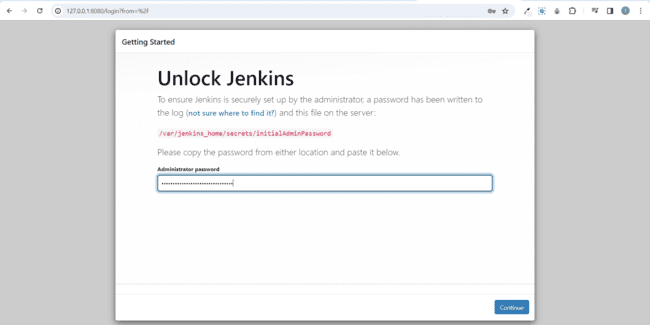 127.0.0.1:8080/login?from=%2F
Getting Started
Unlock Jenkins
To ensure Jenkins is securely set up by the administrator, a password has been written to
the log (not sure where to find it?) and this file on the server:
/var/jenkins_home/secrets/initialAdminPassword
Please copy the password from either location and paste it below.
Administrator password
Continue